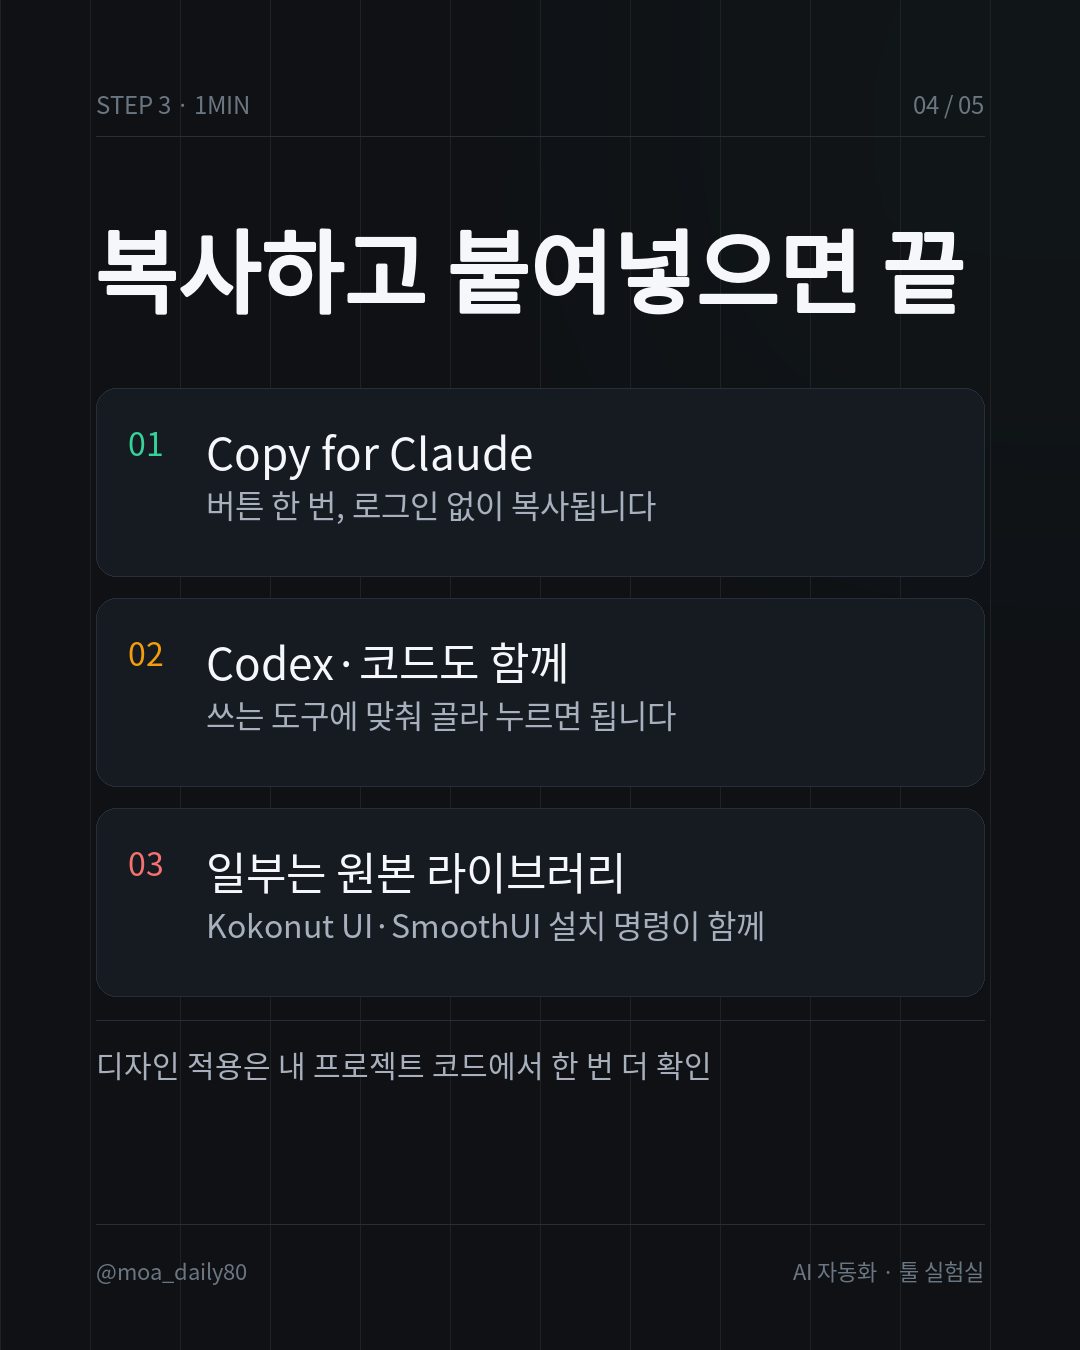 STEP 3 · 1MIN
04 / 05
복사하고 붙여넣으면 끝
01
Copy for Claude
버튼 한 번, 로그인 없이 복사됩니다
02
Codex·코드도 함께
쓰는 도구에 맞춰 골라 누르면 됩니다
03
일부는 원본 라이브러리
Kokonut UI·SmoothUI 설치 명령이 함께
디자인 적용은 내 프로젝트 코드에서 한 번 더 확인
@moa_daily80
AI 자동화 · 툴 실험실